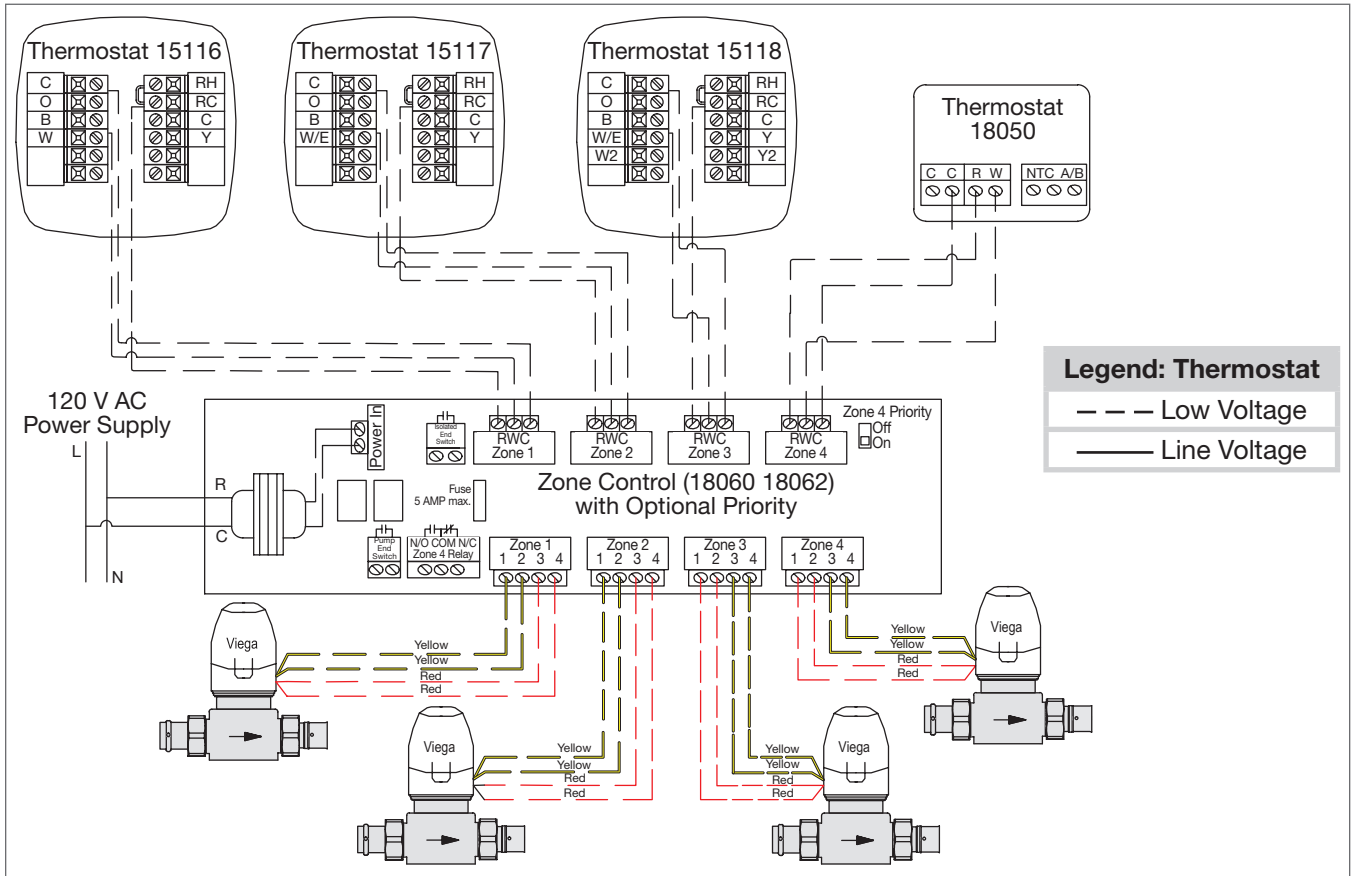 Thermostat 15116
C
O
B
W
RH
RC
C
Y
Thermostat 15117
C
O
B
W/E
RH
RC
C
Y
Thermostat 15118
C
O
B
W/E
W2
RH
RC
C
Y
Y2
Thermostat
18050
C C R W NTC A/B
Legend: Thermostat
Low Voltage
Line Voltage
120 V AC
Power Supply
L
N
R
C
Power In
Isolated
End
Switch
RWC
Zone 1
RWC
Zone 2
RWC
Zone 3
RWC
Zone 4
Zone 4 Priority
Off
On
Zone Control (18060 18062)
with Optional Priority
Fuse
5 AMP max.
Pump
End
Switch
N/O COM N/C
Zone 4 Relay
Zone 1
1 2 3 4
Zone 2
1 2 3 4
Zone 3
1 2 3 4
Zone 4
1 2 3 4
Viega
Yellow
Yellow
Red
Red
Viega
Yellow
Yellow
Red
Red
Viega
Yellow
Yellow
Red
Red
Viega
Yellow
Yellow
Red
Red